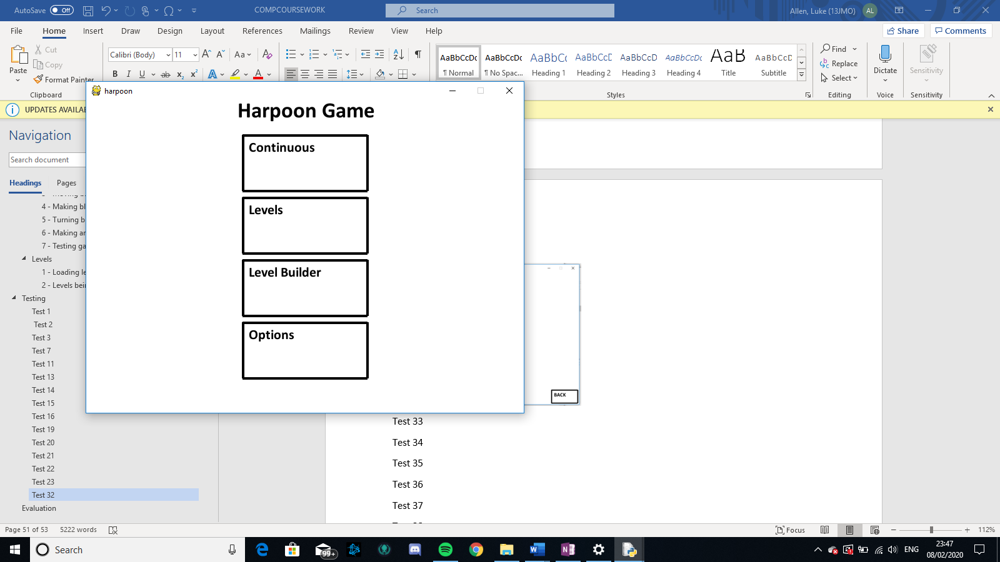 AutoSave Off
COMPCOURSEWORK
Search
Allen, Luke (13JMO) AL
File Home Insert Draw Design Layout References Mailings Review View Help
Share Comments
Paste
Cut
Copy
Format Painter
Clipboard
Calibri (Body) 11
AaBbCcDc ¶ Normal
AaBbCcDc ¶ No Spac...
AaBbCc Heading 1
AaBbCcD Heading 2
AaBbCcD Heading 3
AaBbCcDc Heading 4
AaB Title
AaBbCcD Subtitle
Styles
Find
Replace
Select
Editing
Dictate
Voice
Sensitivity
Sensitivity
UPDATES AVAILAB
Navigation
Search document
Headings Pages
4 - Making bl
5 - Turning b
6 - Making an
7 - Testing ga
Levels
1 - Loading le
2 - Levels bein
Testing
Test 1
Test 2
Test 3
Test 7
Test 11
Test 13
Test 14
Test 15
Test 16
Test 19
Test 20
Test 21
Test 22
Test 23
Test 32
Evaluation
harpoon
Harpoon Game
Continuous
Levels
Level Builder
Options
BACK
Test 33
Test 34
Test 35
Test 36
Test 37
Page 51 of 53 5222 words
Focus
112%
Search
99+
ENG
23:47
08/02/2020